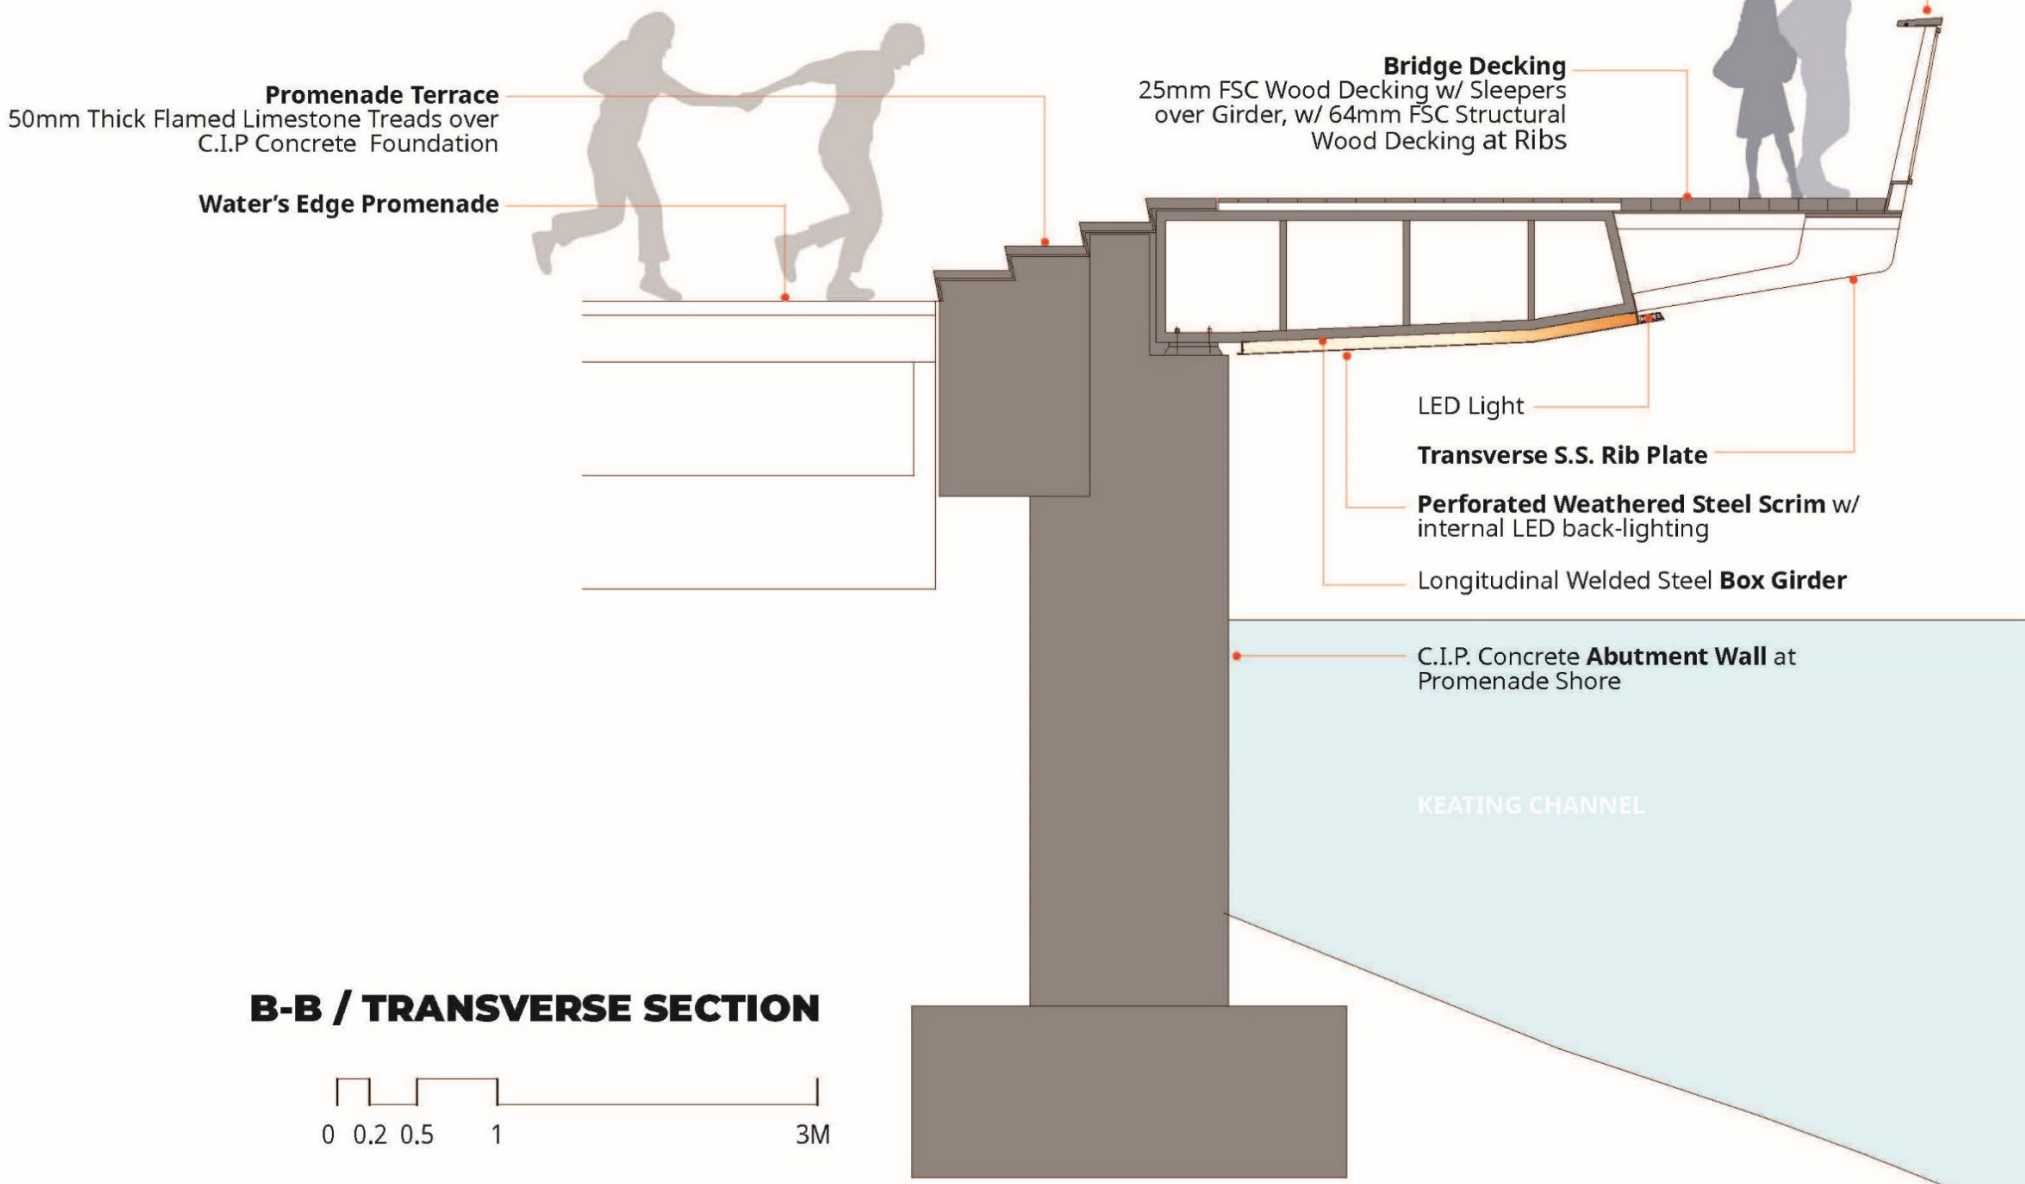 Promenade Terrace
50mm Thick Flamed Limestone Treads over
C.I.P Concrete Foundation
Water's Edge Promenade
Bridge Decking
25mm FSC Wood Decking w/ Sleepers
over Girder, w/ 64mm FSC Structural
Wood Decking at Ribs
LED Light
Transverse S.S. Rib Plate
Perforated Weathered Steel Scrim w/
internal LED back-lighting
Longitudinal Welded Steel Box Girder
C.I.P. Concrete Abutment Wall at
Promenade Shore
KEATING CHANNEL
B-B / TRANSVERSE SECTION
0 0.2 0.5 1 3M